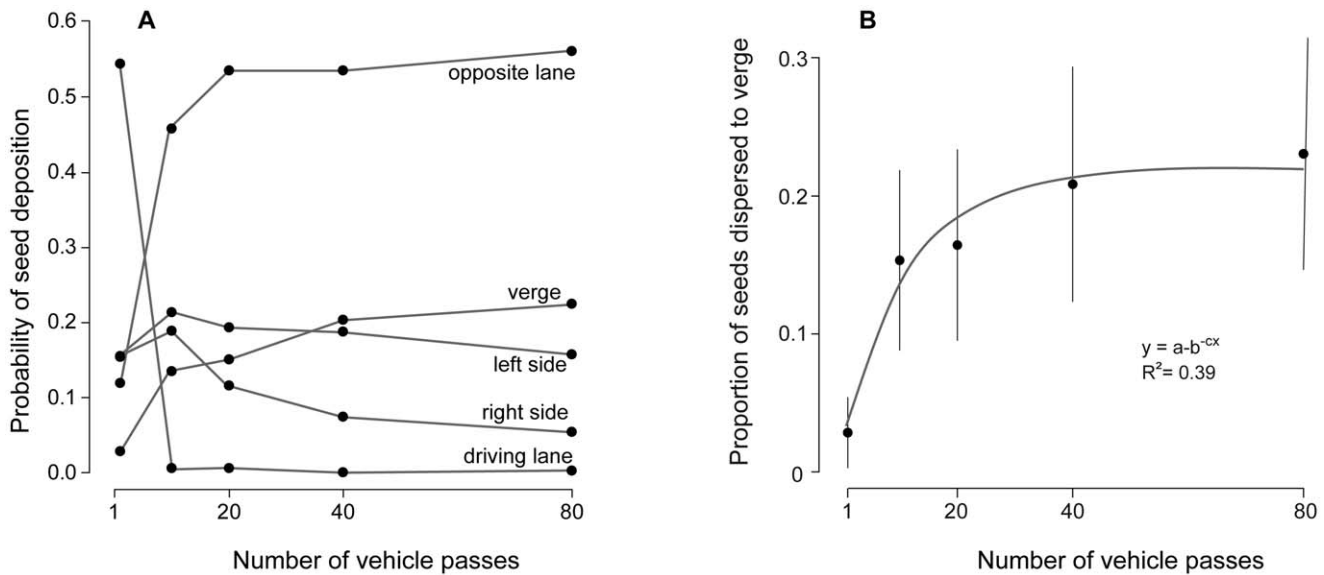 A
Probability of seed deposition
0.6
0.5
0.4
0.3
0.2
0.1
0.0
opposite lane
verge
left side
right side
driving lane
1 20 40 80
Number of vehicle passes
B
Proportion of seeds dispersed to verge
0.3
0.2
0.1
0
y = a-b^-cx
R²= 0.39
1 20 40 80
Number of vehicle passes